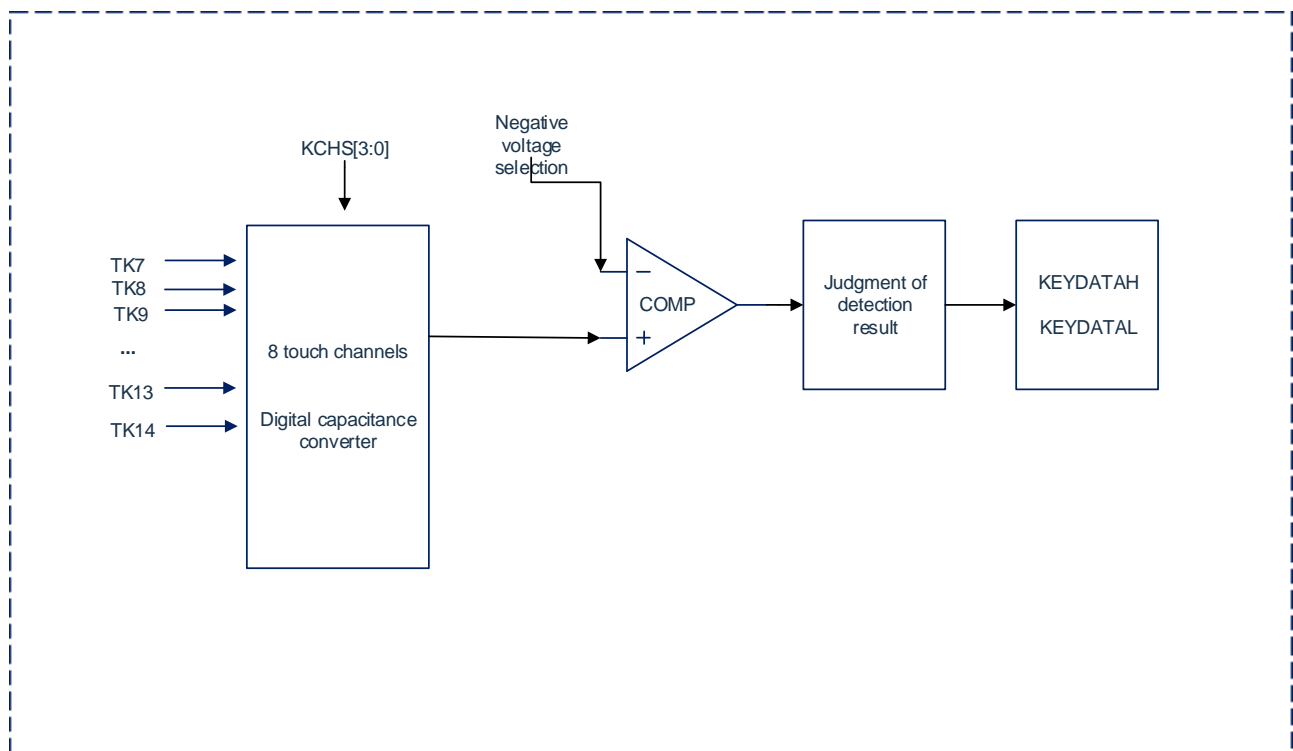 Negative
voltage
selection
KCHS[3:0]
TK7
TK8
TK9
...
TK13
TK14
8 touch channels
Digital capacitance
converter
−
COMP
+
Judgment of
detection
result
KEYDATAH
KEYDATAL